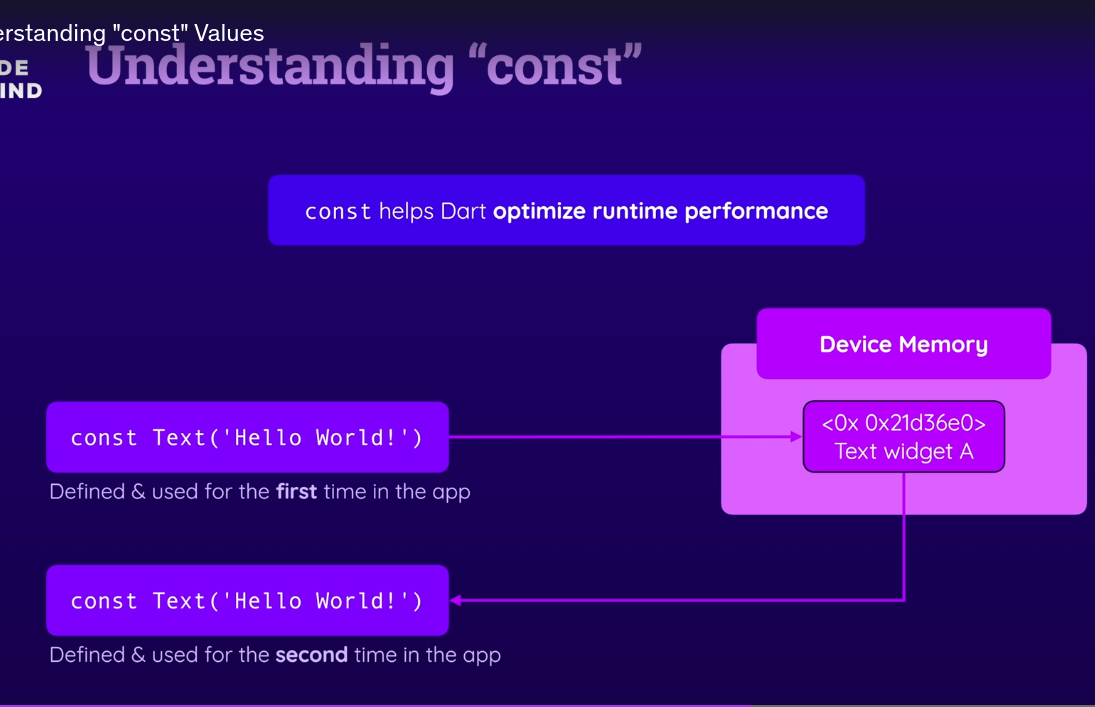 erstanding "const" Values
DE
IND
Understanding “const”
const helps Dart optimize runtime performance
Device Memory
<0x 0x21d36e0>
Text widget A
const Text('Hello World!')
Defined & used for the first time in the app
const Text('Hello World!')
Defined & used for the second time in the app